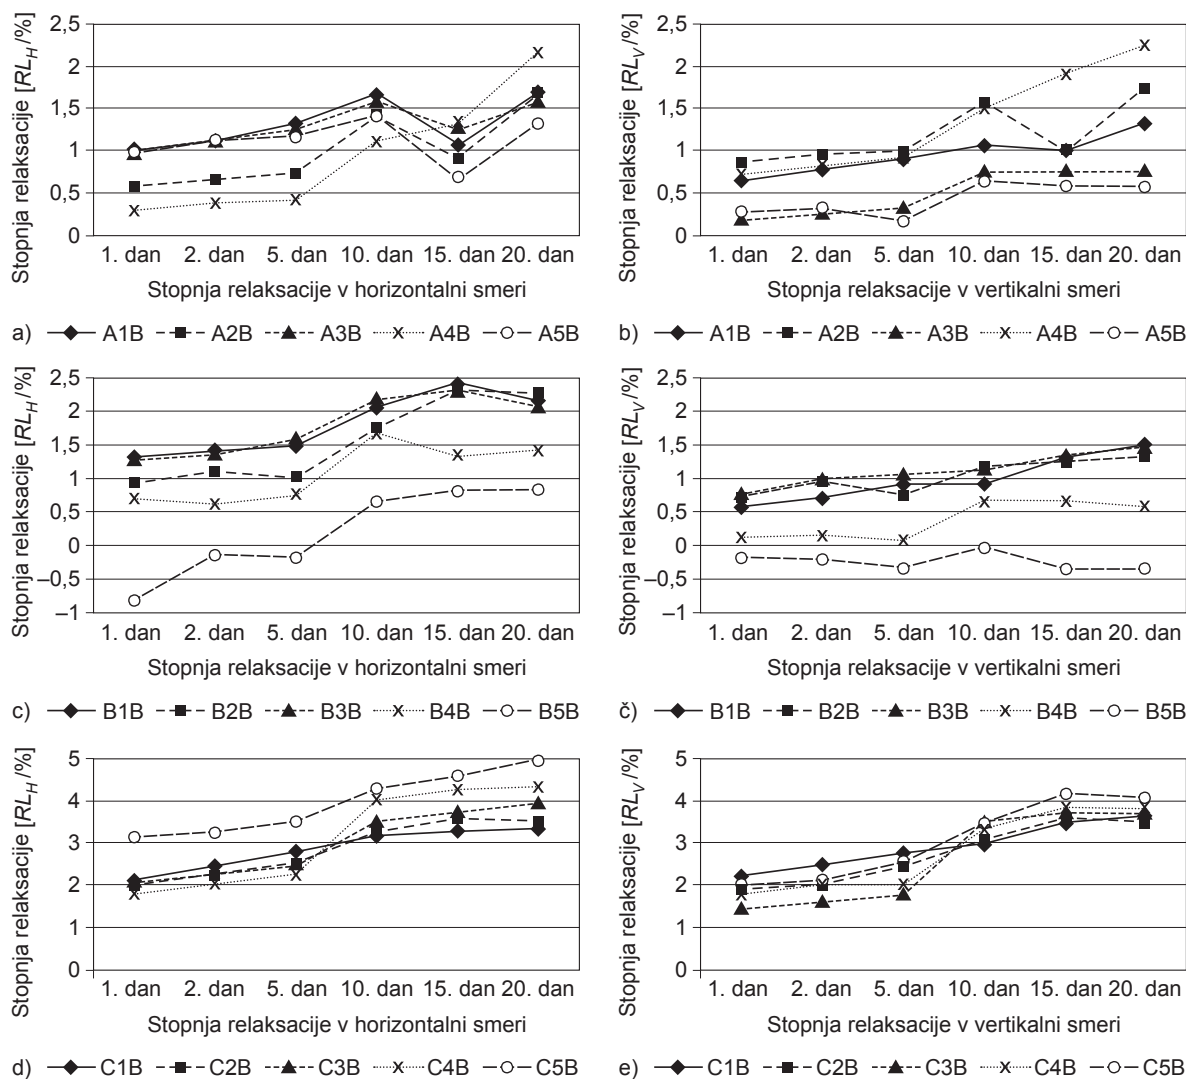 Stopnja relaksacije [RL_H/%]
2,5
2
1,5
1
0,5
0
1. dan 2. dan 5. dan 10. dan 15. dan 20. dan
Stopnja relaksacije v horizontalni smeri
a) A1B A2B A3B A4B A5B
Stopnja relaksacije [RL_V/%]
2,5
2
1,5
1
0,5
0
1. dan 2. dan 5. dan 10. dan 15. dan 20. dan
Stopnja relaksacije v vertikalni smeri
b) A1B A2B A3B A4B A5B
Stopnja relaksacije [RL_H/%]
2,5
2
1,5
1
0,5
0
–0,5
–1
1. dan 2. dan 5. dan 10. dan 15. dan 20. dan
Stopnja relaksacije v horizontalni smeri
c) B1B B2B B3B B4B B5B
Stopnja relaksacije [RL_V/%]
2,5
2
1,5
1
0,5
0
–0,5
–1
1. dan 2. dan 5. dan 10. dan 15. dan 20. dan
Stopnja relaksacije v vertikalni smeri
č) B1B B2B B3B B4B B5B
Stopnja relaksacije [RL_H/%]
5
4
3
2
1
0
1. dan 2. dan 5. dan 10. dan 15. dan 20. dan
Stopnja relaksacije v horizontalni smeri
d) C1B C2B C3B C4B C5B
Stopnja relaksacije [RL_V/%]
5
4
3
2
1
0
1. dan 2. dan 5. dan 10. dan 15. dan 20. dan
Stopnja relaksacije v vertikalni smeri
e) C1B C2B C3B C4B C5B